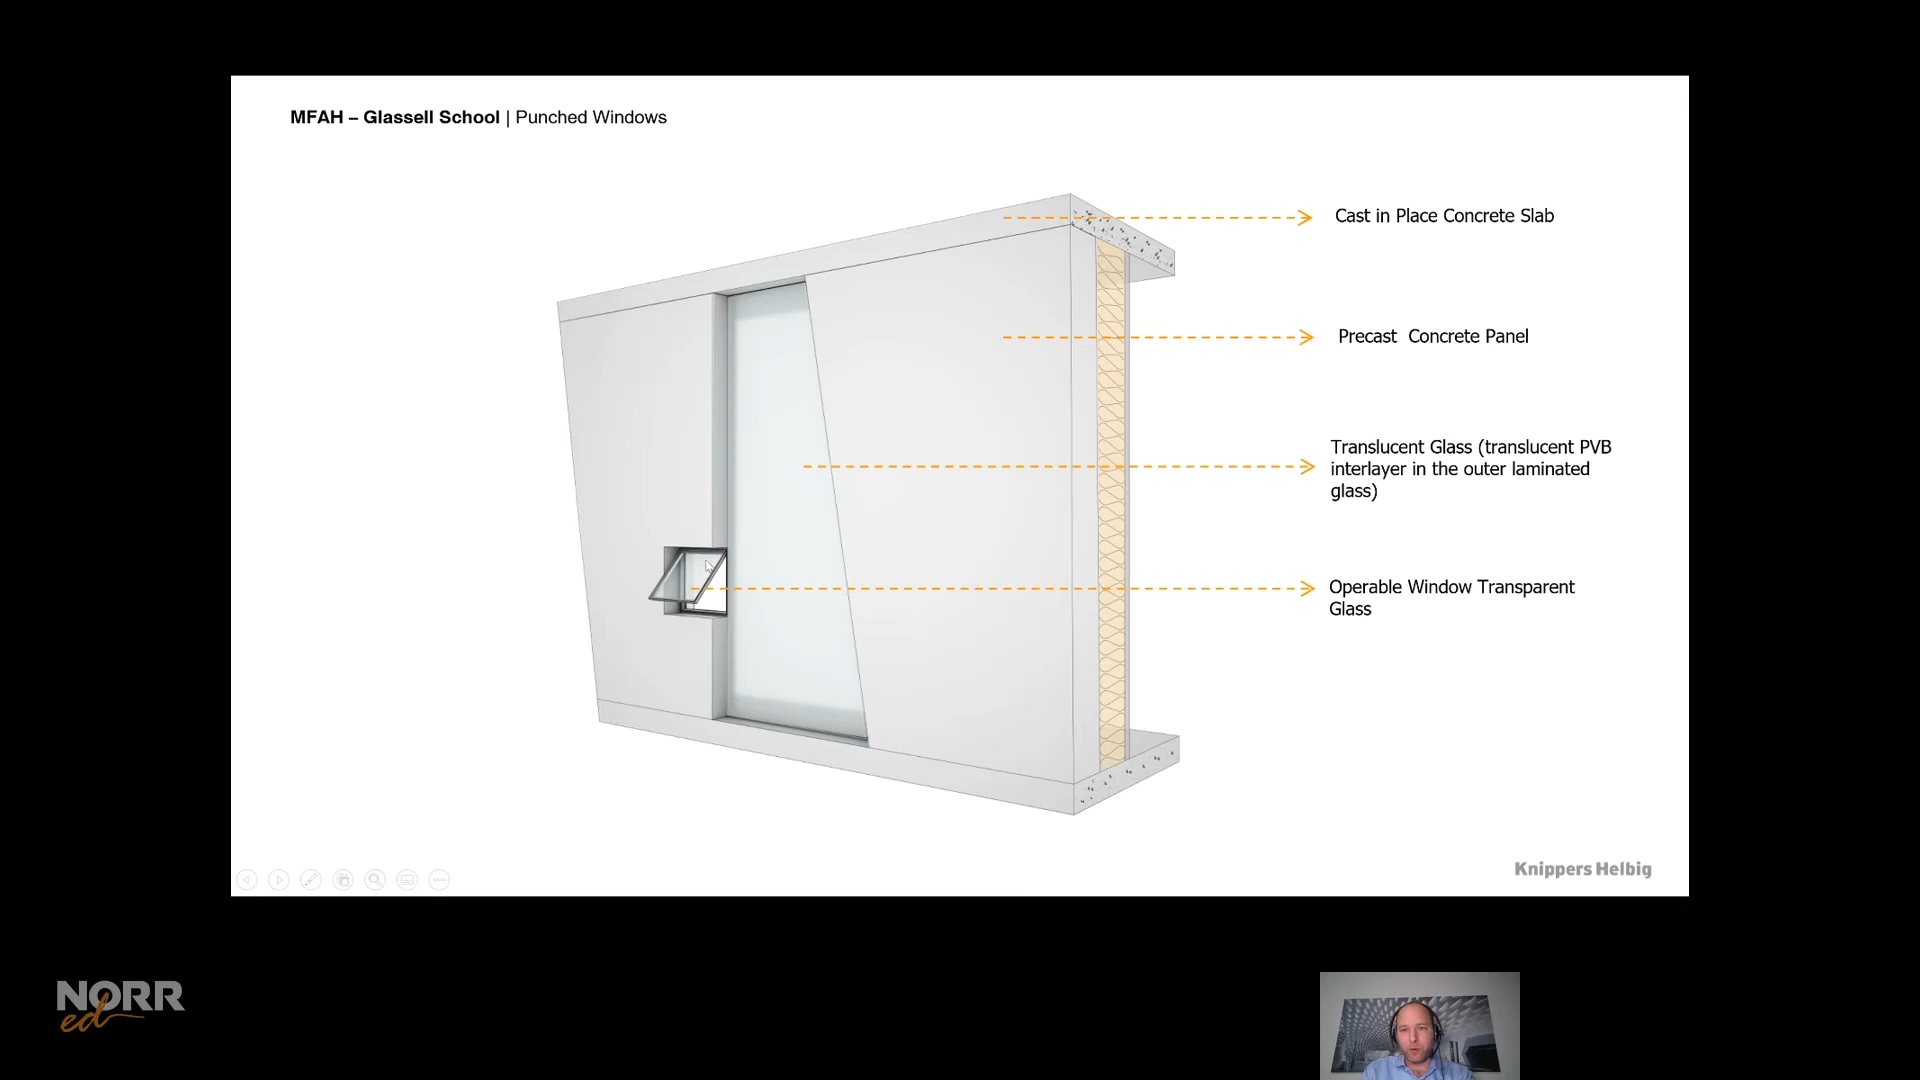 MFAH – Glassell School | Punched Windows
Cast in Place Concrete Slab
Precast  Concrete Panel
Translucent Glass (translucent PVB
interlayer in the outer laminated
glass)
Operable Window Transparent
Glass
Knippers Helbig
NORR
ed